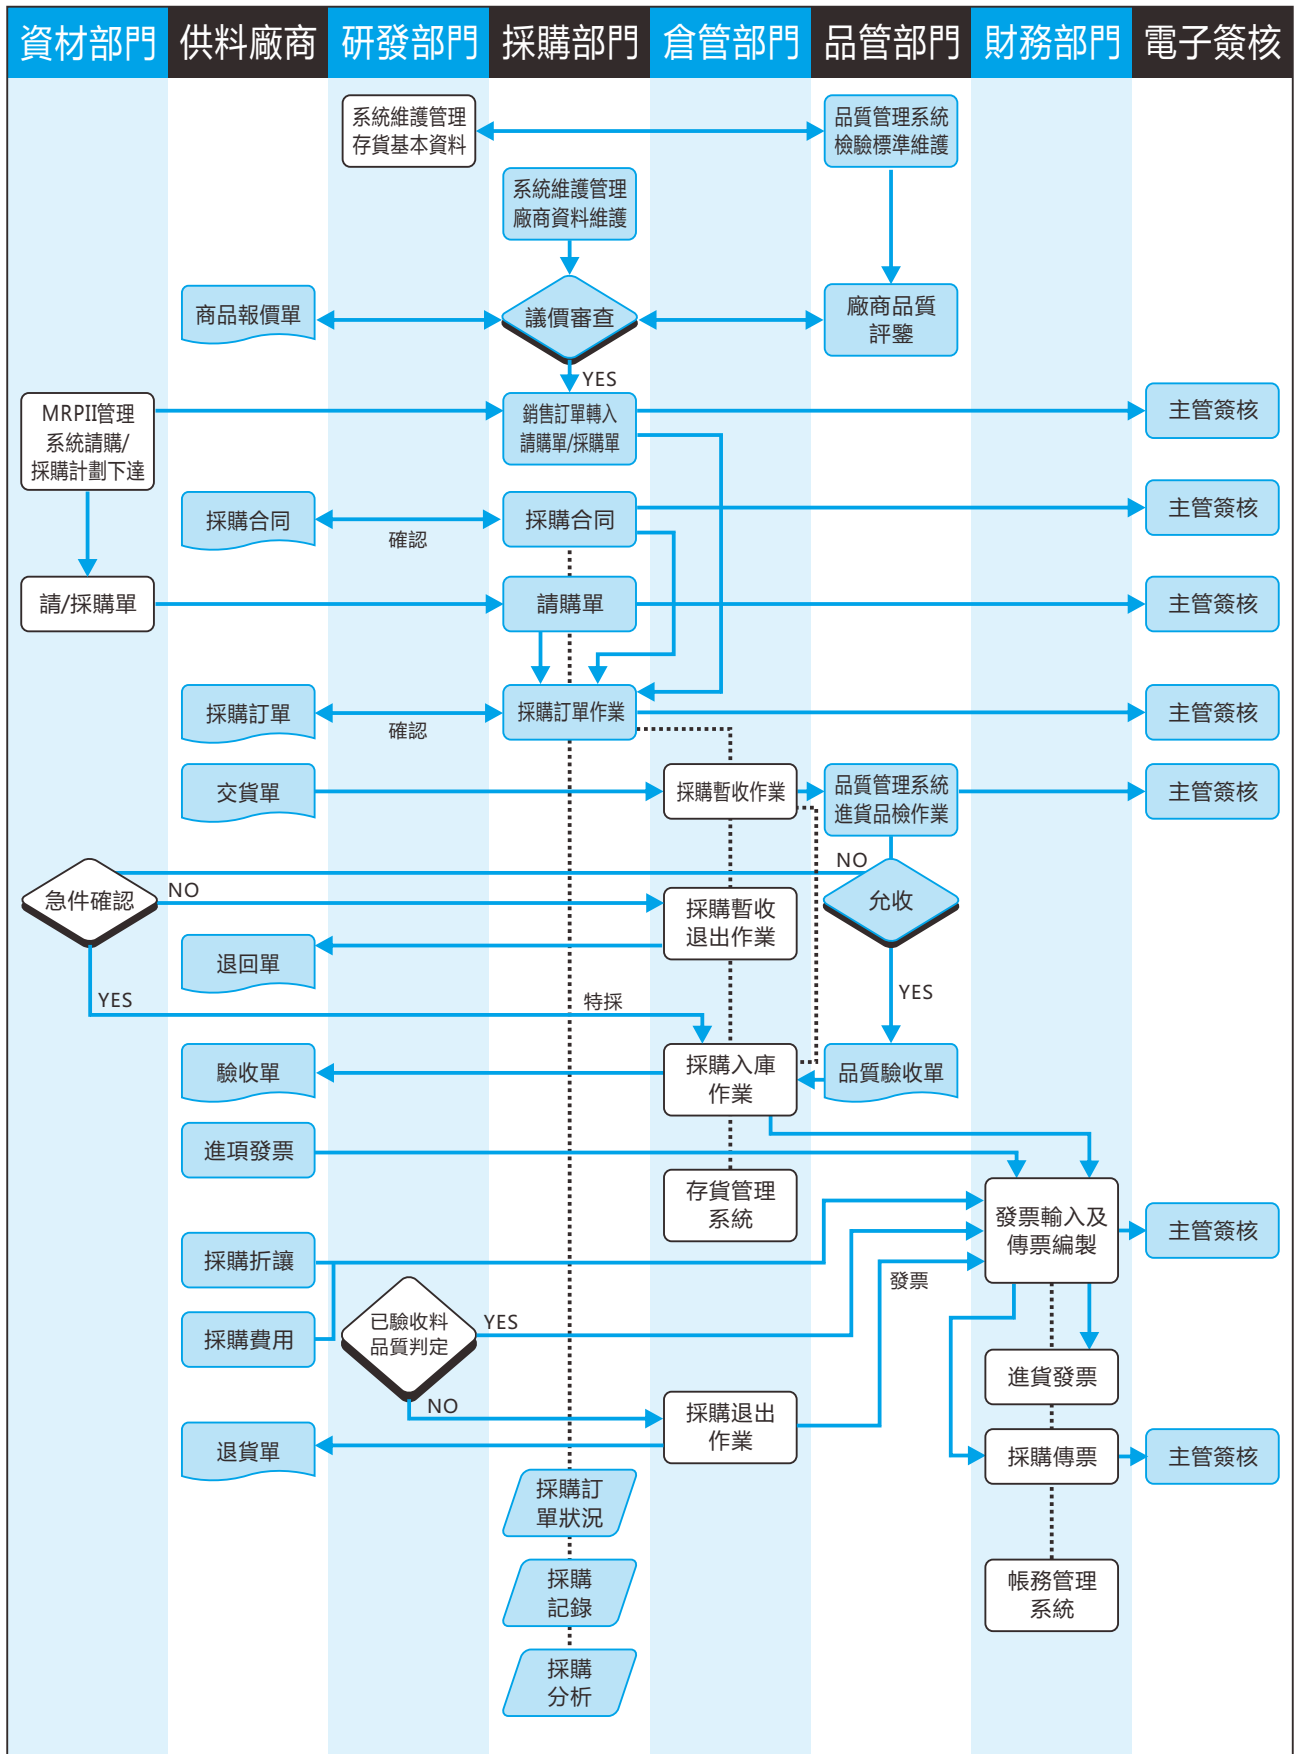 資材部門 供料廠商 研發部門 採購部門 倉管部門 品管部門 財務部門 電子簽核
系統維護管理
存貨基本資料
品質管理系統
檢驗標準維護
系統維護管理
廠商資料維護
商品報價單
議價審查
廠商品質
評鑒
YES
MRPII管理
系統請購/
採購計劃下達
銷售訂單轉入
請購單/採購單
主管簽核
採購合同
確認
採購合同
主管簽核
請/採購單
請購單
主管簽核
採購訂單
確認
採購訂單作業
主管簽核
交貨單
採購暫收作業
品質管理系統
進貨品檢作業
主管簽核
NO
急件確認
NO
採購暫收
退出作業
允收
退回單
YES
特採
YES
驗收單
採購入庫
作業
品質驗收單
進項發票
存貨管理
系統
發票輸入及
傳票編製
主管簽核
採購折讓
發票
採購費用
已驗收料
品質判定
YES
NO
進貨發票
採購退出
作業
退貨單
採購傳票
主管簽核
採購訂
單狀況
採購
記錄
帳務管理
系統
採購
分析